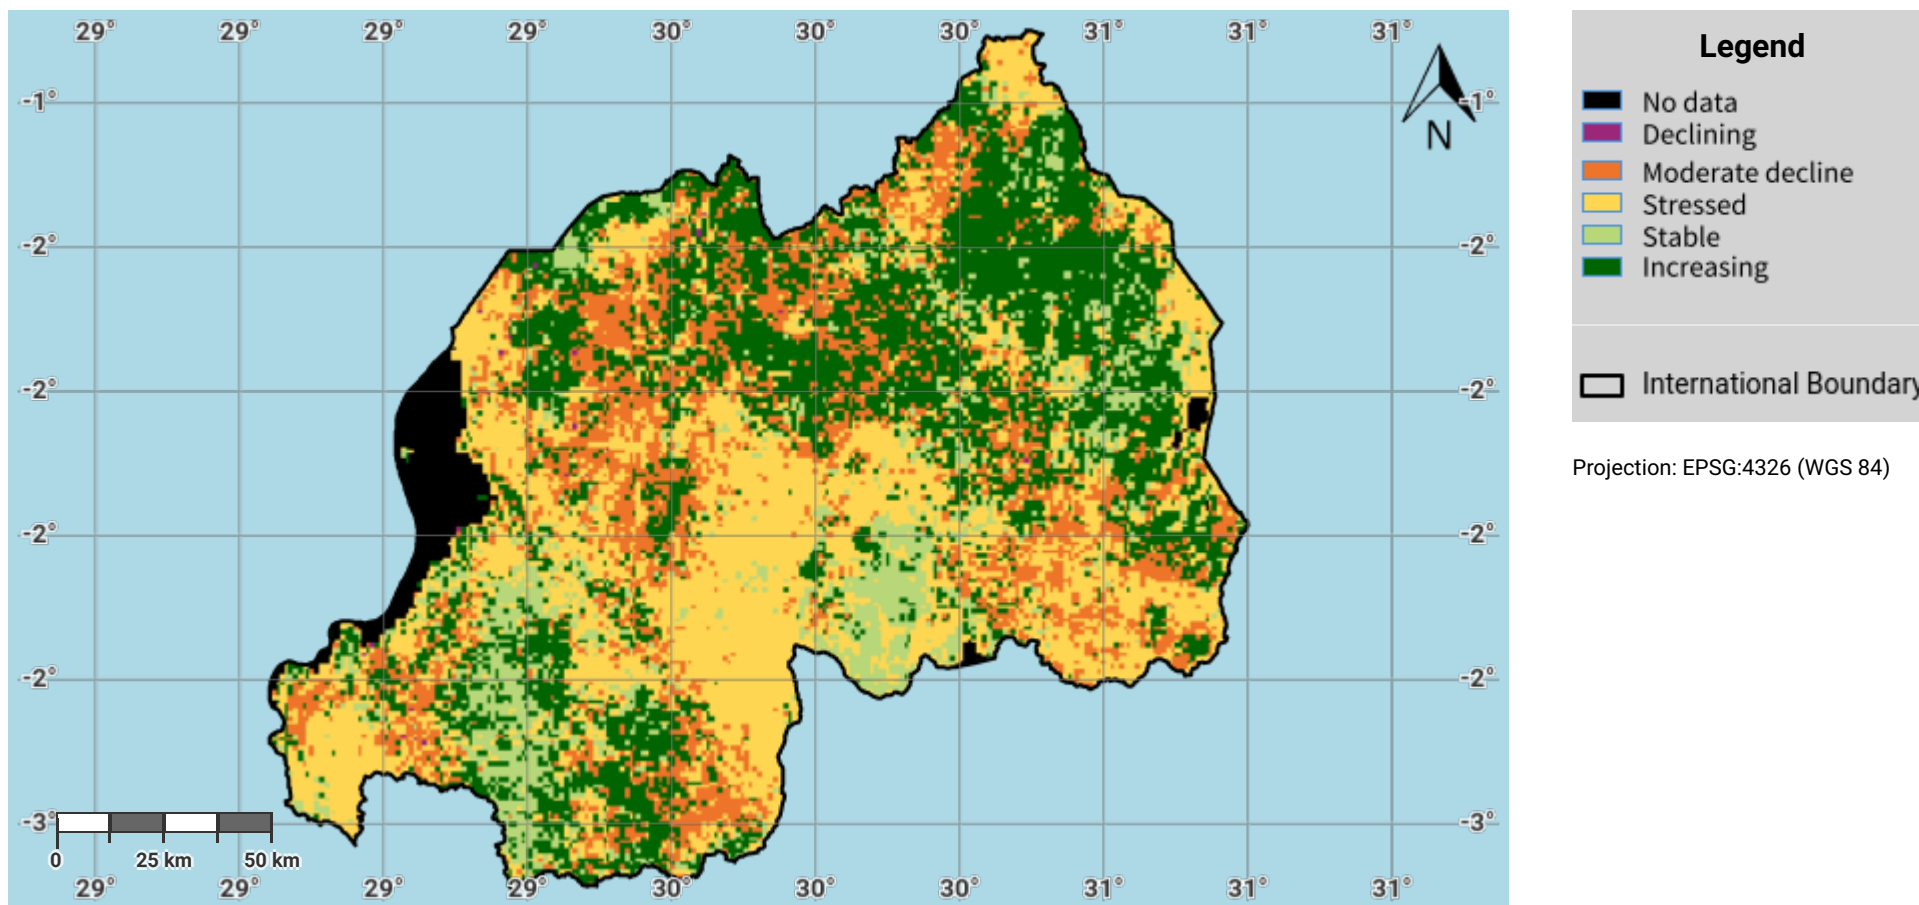 29° 29° 29° 29° 30° 30° 30° 31° 31° 31°
-1° -1°
N
-2° -2°
-2° -2°
-2° -2°
-2° -2°
-3° -3°
0 25 km 50 km
29° 29° 29° 29° 30° 30° 30° 31° 31° 31°
Legend
No data
Declining
Moderate decline
Stressed
Stable
Increasing
International Boundary
Projection: EPSG:4326 (WGS 84)